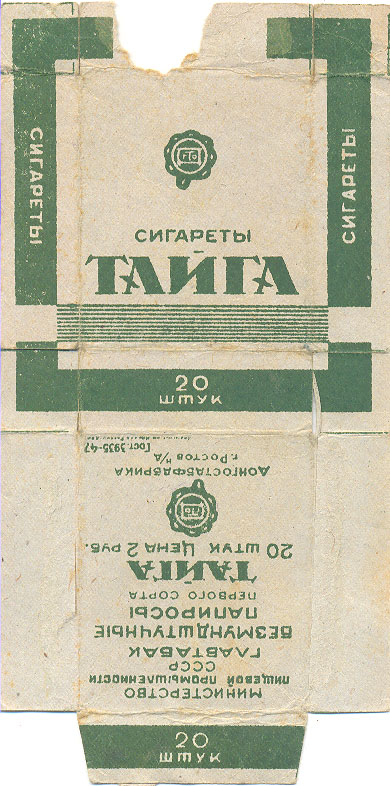 СИГАРЕТЫ
СИГАРЕТЫ
СИГАРЕТЫ
ТАЙГА
20
ШТУК
МИНИСТЕРСТВО
ПИЩЕВОЙ ПРОМЫШЛЕННОСТИ
СССР
ГЛАВТАБАК
БЕЗМУНДШТУЧНЫЕ
ПАПИРОСЫ
ПЕРВОГО СОРТА
ТАЙГА
20 ШТУК ЦЕНА 2 РУБ.
ДОНГОСТАБФАБРИКА
г. РОСТОВ Н/Д
ГОСТ 3935-47
20
ШТУК